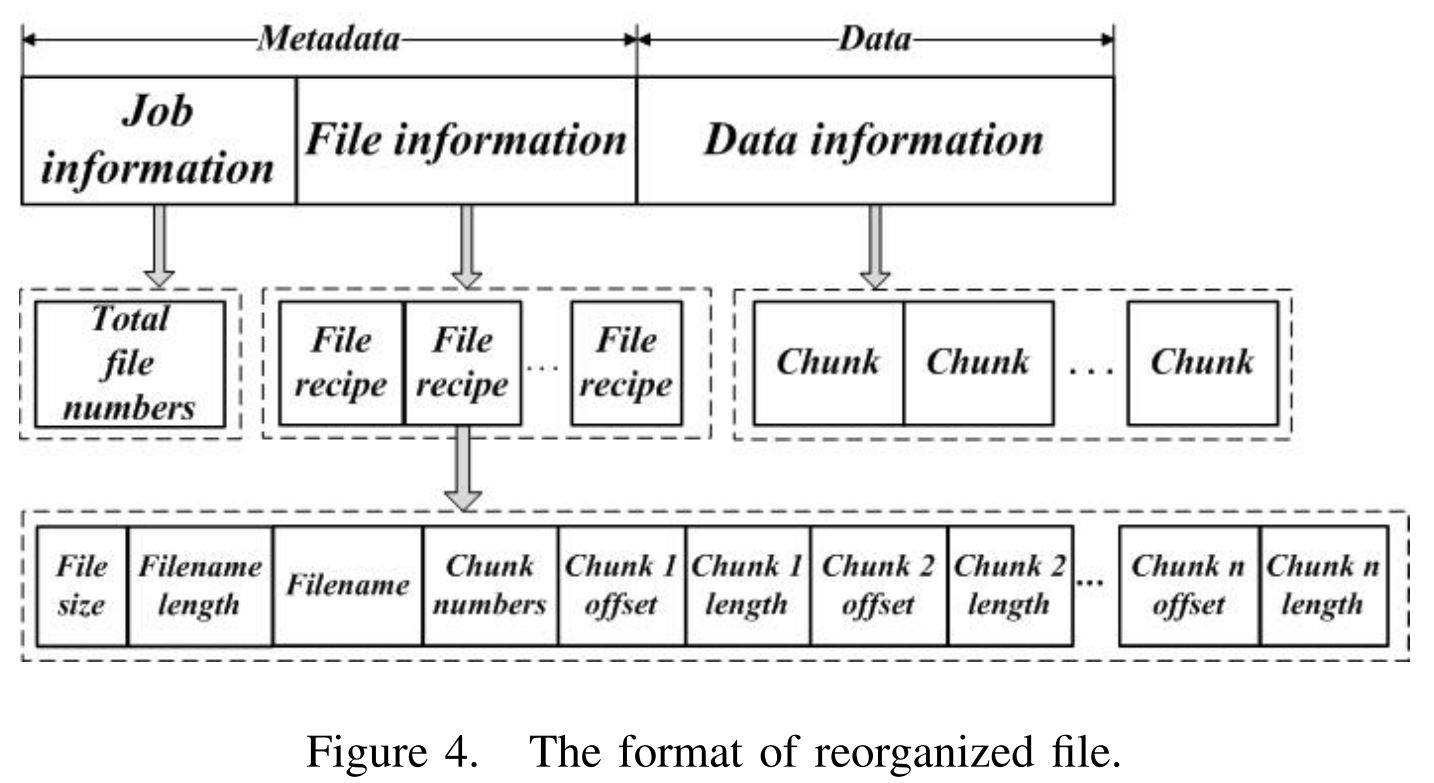 Metadata
Data
Job
information
File information
Data information
Total
file
numbers
File
recipe
File
recipe
...
File
recipe
Chunk
Chunk
...
Chunk
File
size
Filename
length
Filename
Chunk
numbers
Chunk 1
offset
Chunk 1
length
Chunk 2
offset
Chunk 2
length
...
Chunk n
offset
Chunk n
length
Figure 4. The format of reorganized file.